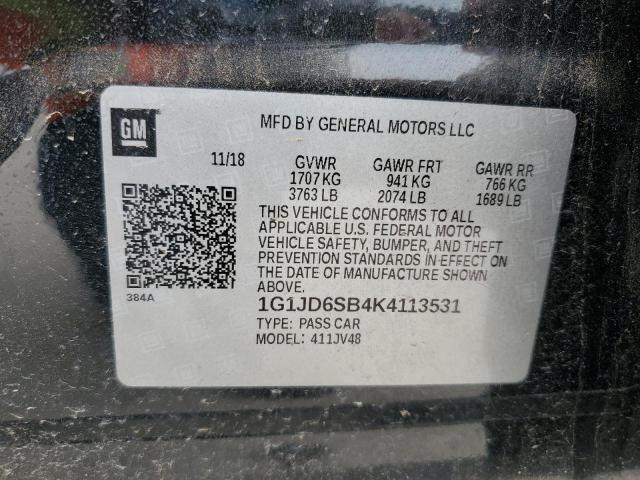 GM
MFD BY GENERAL MOTORS LLC
11/18 GVWR GAWR FRT GAWR RR
1707 KG 941 KG 766 KG
3763 LB 2074 LB 1689 LB
THIS VEHICLE CONFORMS TO ALL
APPLICABLE U.S. FEDERAL MOTOR
VEHICLE SAFETY, BUMPER, AND THEFT
PREVENTION STANDARDS IN EFFECT ON
THE DATE OF MANUFACTURE SHOWN
ABOVE.
384A
1G1JD6SB4K4113531
TYPE: PASS CAR
MODEL: 411JV48